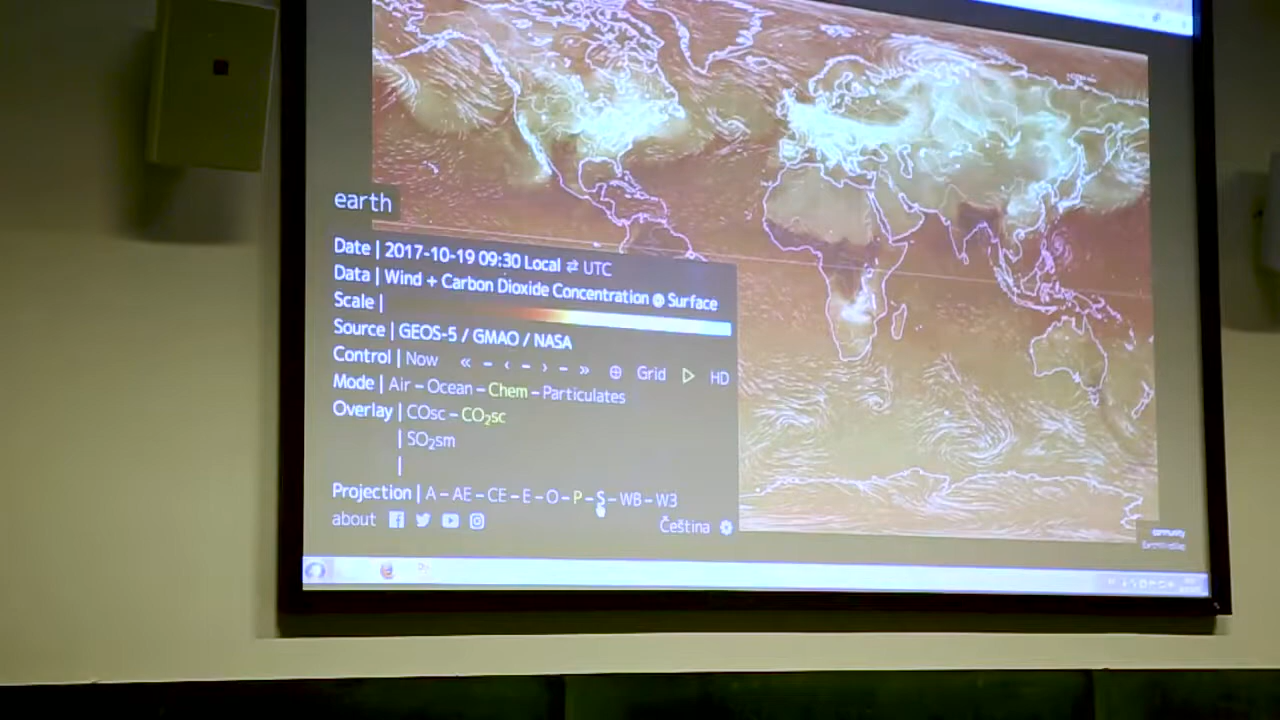 earth
Date | 2017-10-19 09:30 Local ⇄ UTC
Data | Wind + Carbon Dioxide Concentration @ Surface
Scale |
Source | GEOS-5 / GMAO / NASA
Control | Now « – ‹ – › – » ⊕ Grid ▷ HD
Mode | Air – Ocean – Chem – Particulates
Overlay | COsc – CO₂sc
| SO₂sm
|
Projection | A – AE – CE – E – O – P – S – WB – W3
about
Čeština
community